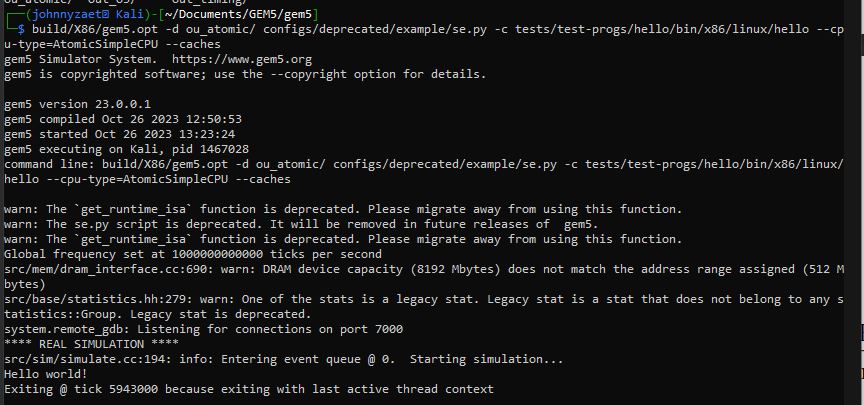 out_atomic/ out_o3/ out_timing/
(johnnyzaet㉿ Kali)-[~/Documents/GEM5/gem5]
$ build/X86/gem5.opt -d ou_atomic/ configs/deprecated/example/se.py -c tests/test-progs/hello/bin/x86/linux/hello --cp
u-type=AtomicSimpleCPU --caches
gem5 Simulator System.  https://www.gem5.org
gem5 is copyrighted software; use the --copyright option for details.

gem5 version 23.0.0.1
gem5 compiled Oct 26 2023 12:50:53
gem5 started Oct 26 2023 13:23:24
gem5 executing on Kali, pid 1467028
command line: build/X86/gem5.opt -d ou_atomic/ configs/deprecated/example/se.py -c tests/test-progs/hello/bin/x86/linux/
hello --cpu-type=AtomicSimpleCPU --caches

warn: The `get_runtime_isa` function is deprecated. Please migrate away from using this function.
warn: The se.py script is deprecated. It will be removed in future releases of  gem5.
warn: The `get_runtime_isa` function is deprecated. Please migrate away from using this function.
Global frequency set at 1000000000000 ticks per second
src/mem/dram_interface.cc:690: warn: DRAM device capacity (8192 Mbytes) does not match the address range assigned (512 M
bytes)
src/base/statistics.hh:279: warn: One of the stats is a legacy stat. Legacy stat is a stat that does not belong to any s
tatistics::Group. Legacy stat is deprecated.
system.remote_gdb: Listening for connections on port 7000
**** REAL SIMULATION ****
src/sim/simulate.cc:194: info: Entering event queue @ 0.  Starting simulation...
Hello world!
Exiting @ tick 5943000 because exiting with last active thread context